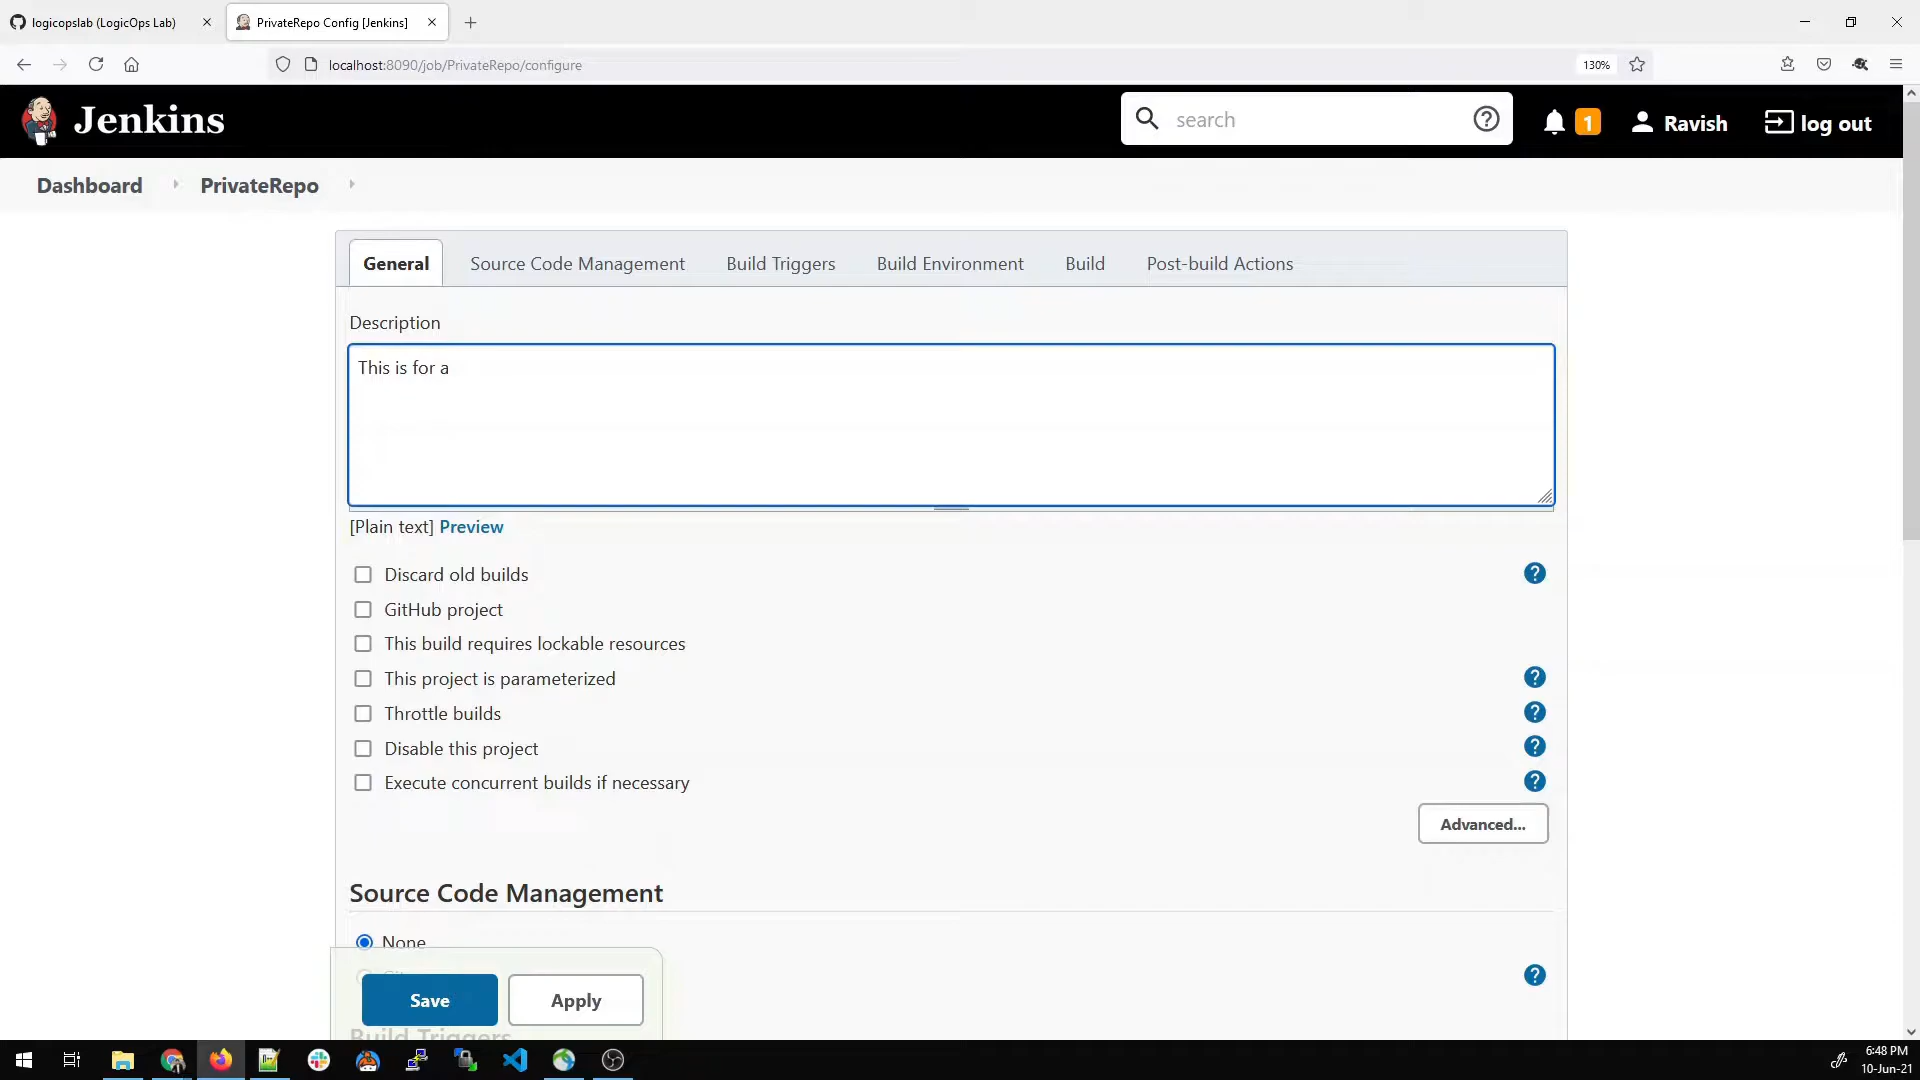 logicopslab (LogicOps Lab)
PrivateRepo Config [Jenkins]
localhost:8090/job/PrivateRepo/configure
130%
Jenkins
search
1
Ravish
log out
Dashboard
PrivateRepo
General
Source Code Management
Build Triggers
Build Environment
Build
Post-build Actions
Description
This is for a
[Plain text] Preview
Discard old builds
GitHub project
This build requires lockable resources
This project is parameterized
Throttle builds
Disable this project
Execute concurrent builds if necessary
Advanced...
Source Code Management
None
Save
Apply
Build Triggers
6:48 PM
10-Jun-21